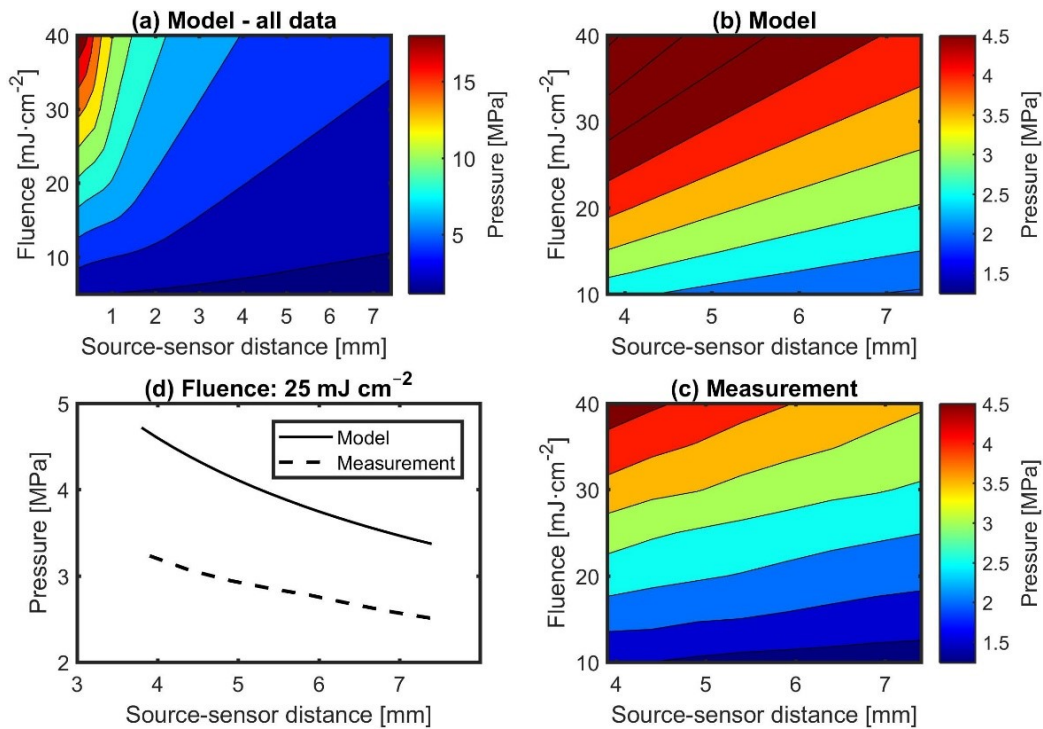 (a) Model - all data
40
30
20
10
Fluence [mJ·cm⁻²]
1 2 3 4 5 6 7
Source-sensor distance [mm]
15
10
5
Pressure [MPa]
(b) Model
40
30
20
10
Fluence [mJ·cm⁻²]
4 5 6 7
Source-sensor distance [mm]
4.5
4
3.5
3
2.5
2
1.5
Pressure [MPa]
(d) Fluence: 25 mJ cm⁻²
5
4
3
2
Pressure [MPa]
Model
Measurement
3 4 5 6 7
Source-sensor distance [mm]
(c) Measurement
40
30
20
10
Fluence [mJ·cm⁻²]
4 5 6 7
Source-sensor distance [mm]
4.5
4
3.5
3
2.5
2
1.5
Pressure [MPa]